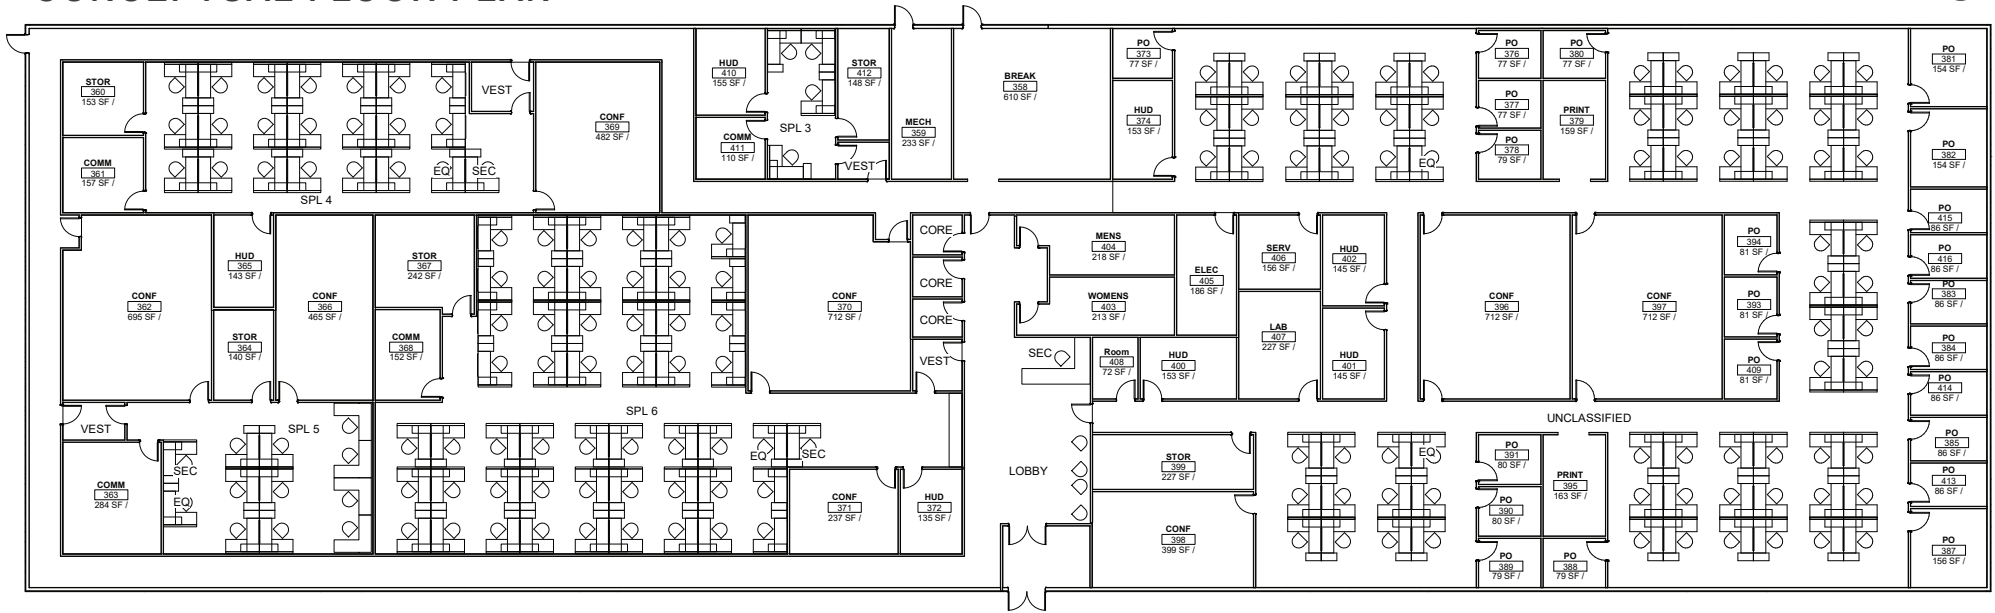 STOR
360
153 SF /
COMM
361
157 SF /
EQ
SEC
SPL 4
VEST
CONF
369
482 SF /
HUD
410
155 SF /
COMM
411
110 SF /
SPL 3
STOR
412
148 SF /
VEST
MECH
359
233 SF /
BREAK
358
610 SF /
PO
373
77 SF /
HUD
374
153 SF /
EQ
PO
376
77 SF /
PO
380
77 SF /
PO
377
77 SF /
PRINT
379
159 SF /
PO
378
79 SF /
PO
381
154 SF /
PO
382
154 SF /
PO
415
86 SF /
PO
416
86 SF /
PO
383
86 SF /
PO
384
86 SF /
PO
414
86 SF /
PO
385
86 SF /
PO
413
86 SF /
PO
387
156 SF /
CONF
362
695 SF /
HUD
365
143 SF /
STOR
364
140 SF /
CONF
366
465 SF /
STOR
367
242 SF /
COMM
368
152 SF /
CONF
370
712 SF /
CORE
CORE
CORE
VEST
MENS
404
218 SF /
WOMENS
403
213 SF /
ELEC
405
186 SF /
SERV
406
156 SF /
HUD
402
145 SF /
LAB
407
227 SF /
HUD
401
145 SF /
SEC
Room
408
72 SF /
HUD
400
153 SF /
CONF
396
712 SF /
CONF
397
712 SF /
PO
394
81 SF /
PO
393
81 SF /
PO
409
81 SF /
UNCLASSIFIED
VEST
SPL 5
SEC
EQ
COMM
363
284 SF /
SPL 6
EQ
SEC
CONF
371
237 SF /
HUD
372
135 SF /
LOBBY
STOR
399
227 SF /
CONF
398
399 SF /
EQ
PO
391
80 SF /
PO
390
80 SF /
PRINT
395
163 SF /
PO
389
79 SF /
PO
388
79 SF /